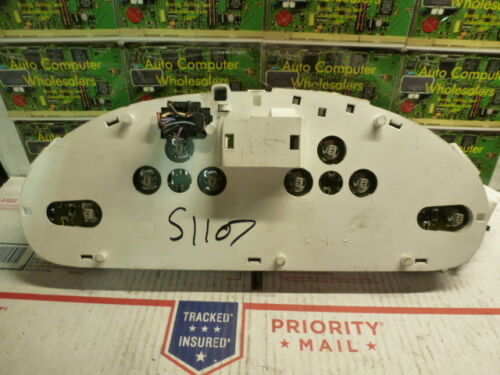 Auto Computer
Wholesalers
Auto Computer
Wholesalers
Auto Computer
Wholesalers
S1107
TRACKED
INSURED
PRIORITY
MAIL